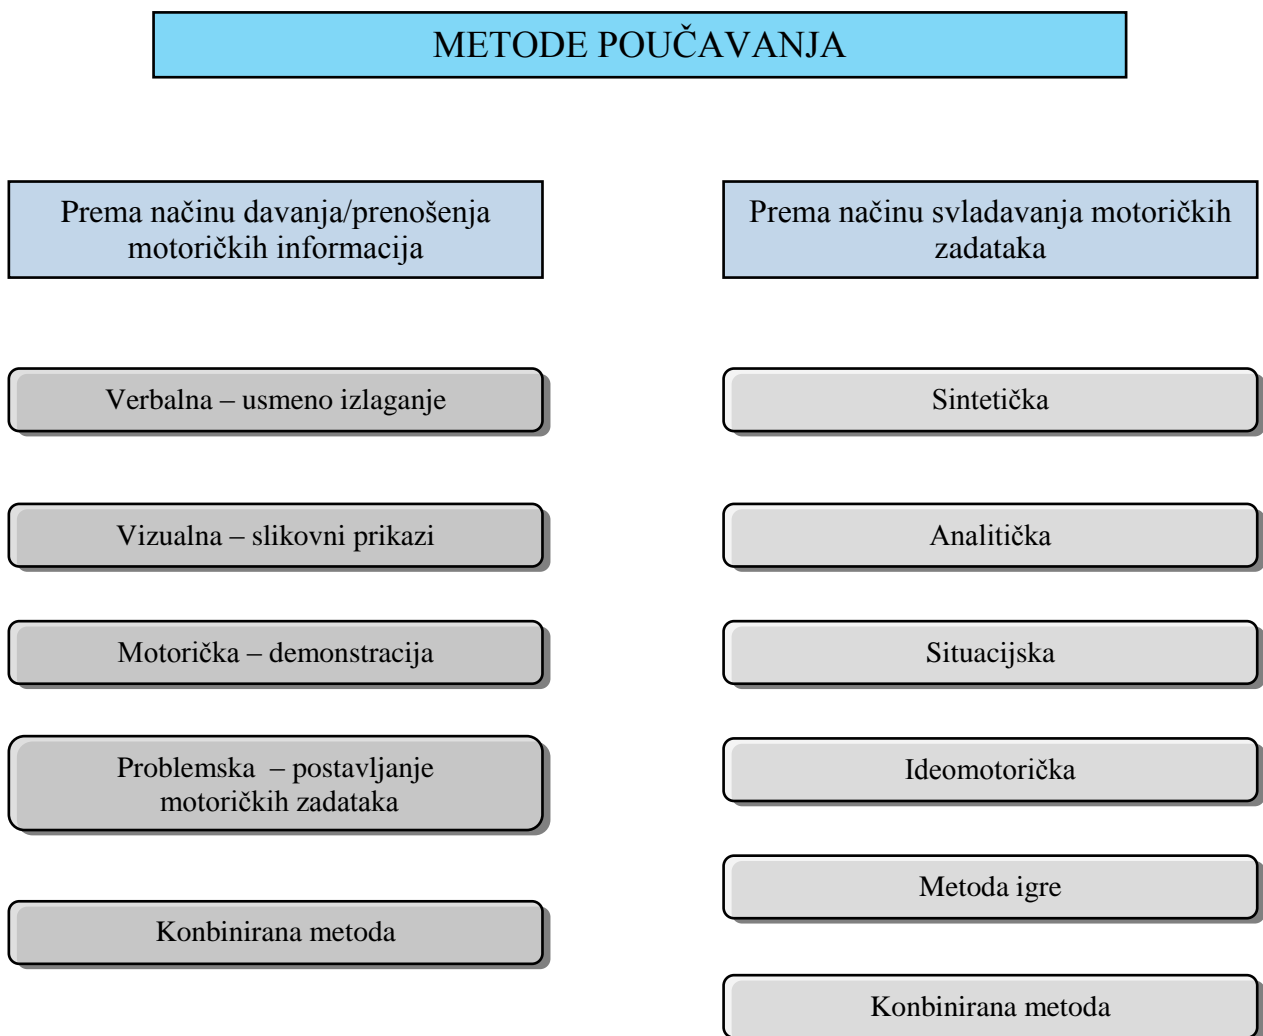 METODE POUČAVANJA
Prema načinu davanja/prenošenja
motoričkih informacija
Verbalna – usmeno izlaganje
Vizualna – slikovni prikazi
Motorička – demonstracija
Problemska – postavljanje
motoričkih zadataka
Konbinirana metoda
Prema načinu svladavanja motoričkih
zadataka
Sintetička
Analitička
Situacijska
Ideomotorička
Metoda igre
Konbinirana metoda